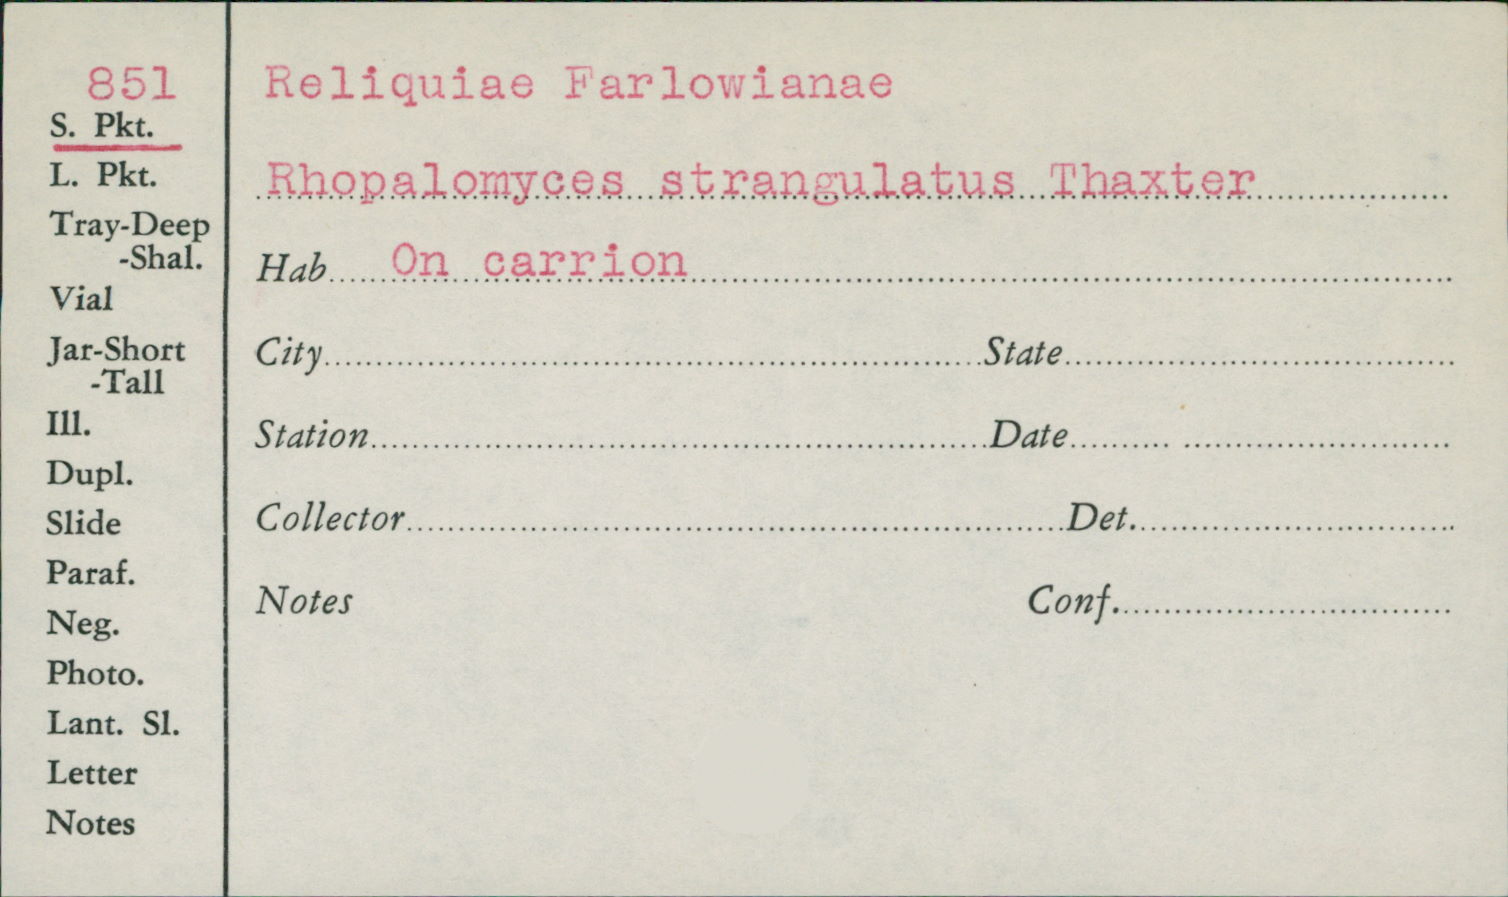 851
S. Pkt.
L. Pkt.
Tray-Deep
-Shal.
Vial
Jar-Short
-Tall
Ill.
Dupl.
Slide
Paraf.
Neg.
Photo.
Lant. Sl.
Letter
Notes
Reliquiae Farlowianae
Rhopalomyces strangulatus Thaxter
Hab. On carrion
City State
Station Date
Collector Det.
Notes Conf.